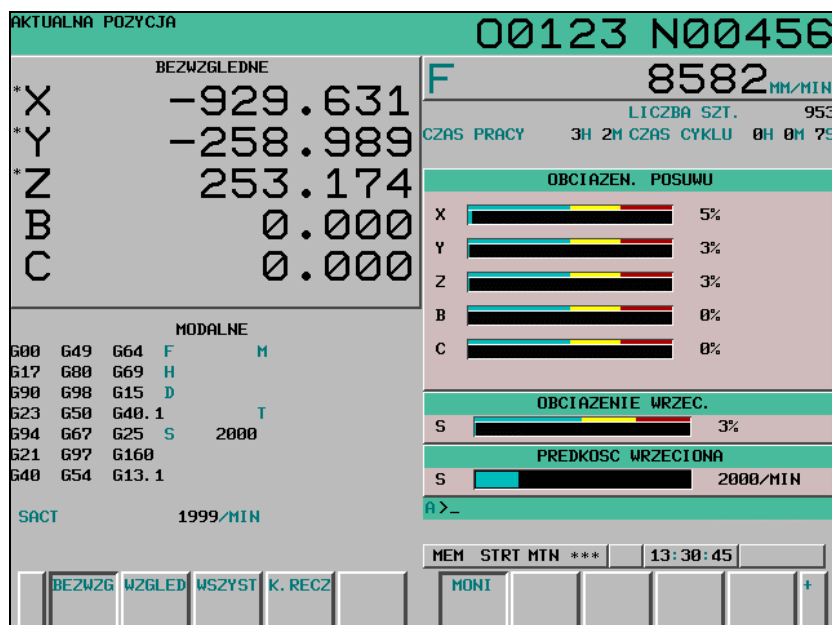 AKTUALNA POZYCJA
O0123 N00456
BEZWZGLEDNE
*X -929.631
*Y -258.989
*Z 253.174
B 0.000
C 0.000
F 8582 MM/MIN
LICZBA SZT. 953
CZAS PRACY 3H 2M CZAS CYKLU 0H 0M 7S
OBCIAZEN. POSUWU
X 5%
Y 3%
Z 3%
B 0%
C 0%
MODALNE
G00 G49 G64 F M
G17 G80 G69 H
G90 G98 G15 D
G23 G50 G40.1 T
G94 G67 G25 S 2000
G21 G97 G160
G40 G54 G13.1
SACT 1999/MIN
OBCIAZENIE WRZEC.
S 3%
PREDKOSC WRZECIONA
S 2000/MIN
A>_
MEM STRT MTN *** 13:30:45
BEZWZG WZGLED WSZYST K.RECZ MONI +